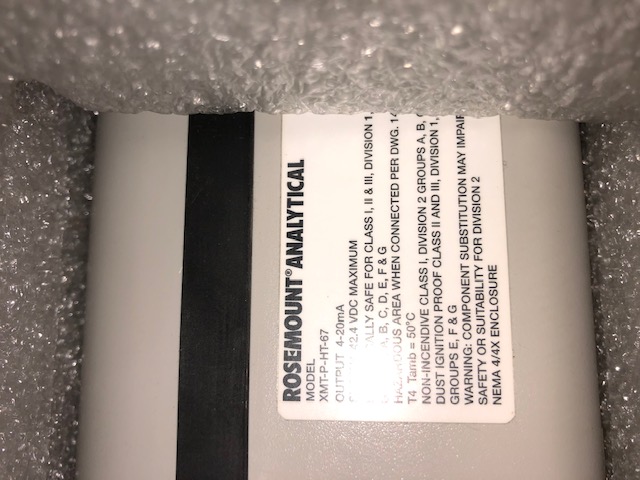 ROSEMOUNT® ANALYTICAL
MODEL
XMT-P-HT-67
OUTPUT 4-20mA
42.4 VDC MAXIMUM
SAFE FOR CLASS I, II & III, DIVISION 1,
A, B, C, D, E, F & G
AREA WHEN CONNECTED PER DWG.
T4 Tamb = 50°C
NON-INCENDIVE CLASS I, DIVISION 2 GROUPS A, B,
DUST IGNITION PROOF CLASS II AND III, DIVISION 1,
GROUPS E, F & G
WARNING: COMPONENT SUBSTITUTION MAY IMPAIR
SAFETY OR SUITABILITY FOR DIVISION 2
NEMA 4/4X ENCLOSURE